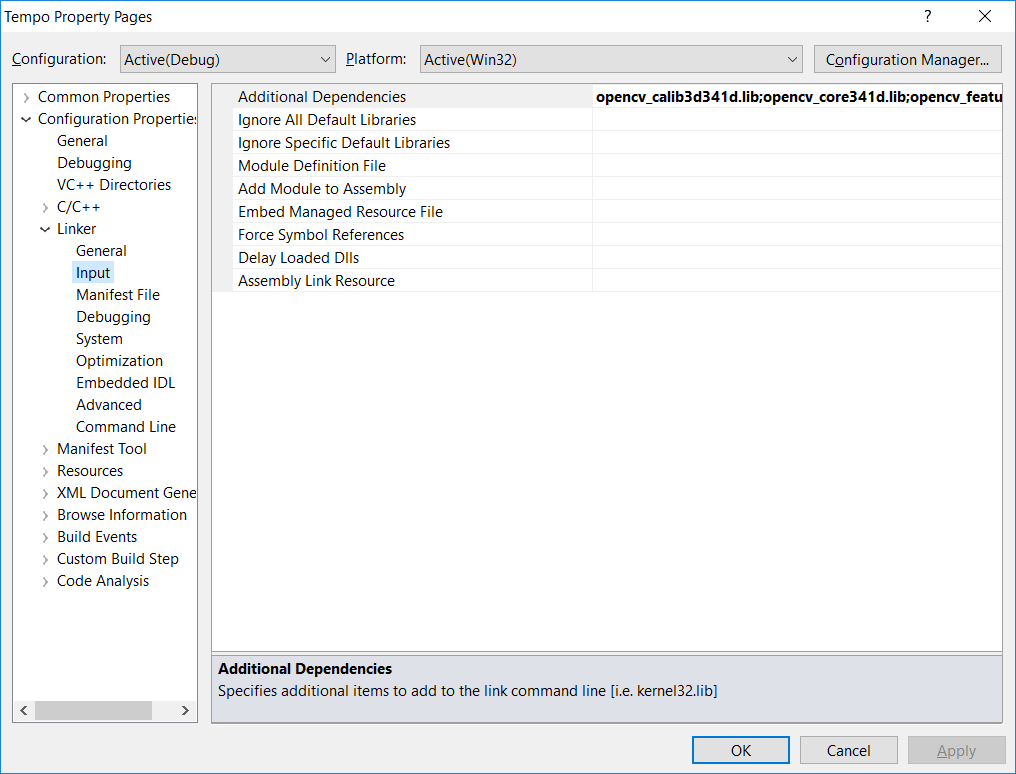 Tempo Property Pages
?
Configuration: Active(Debug) Platform: Active(Win32) Configuration Manager...
Common Properties
Configuration Properties
General
Debugging
VC++ Directories
C/C++
Linker
General
Input
Manifest File
Debugging
System
Optimization
Embedded IDL
Advanced
Command Line
Manifest Tool
Resources
XML Document Gene
Browse Information
Build Events
Custom Build Step
Code Analysis
Additional Dependencies opencv_calib3d341d.lib;opencv_core341d.lib;opencv_featu
Ignore All Default Libraries
Ignore Specific Default Libraries
Module Definition File
Add Module to Assembly
Embed Managed Resource File
Force Symbol References
Delay Loaded Dlls
Assembly Link Resource
Additional Dependencies
Specifies additional items to add to the link command line [i.e. kernel32.lib]
OK Cancel Apply